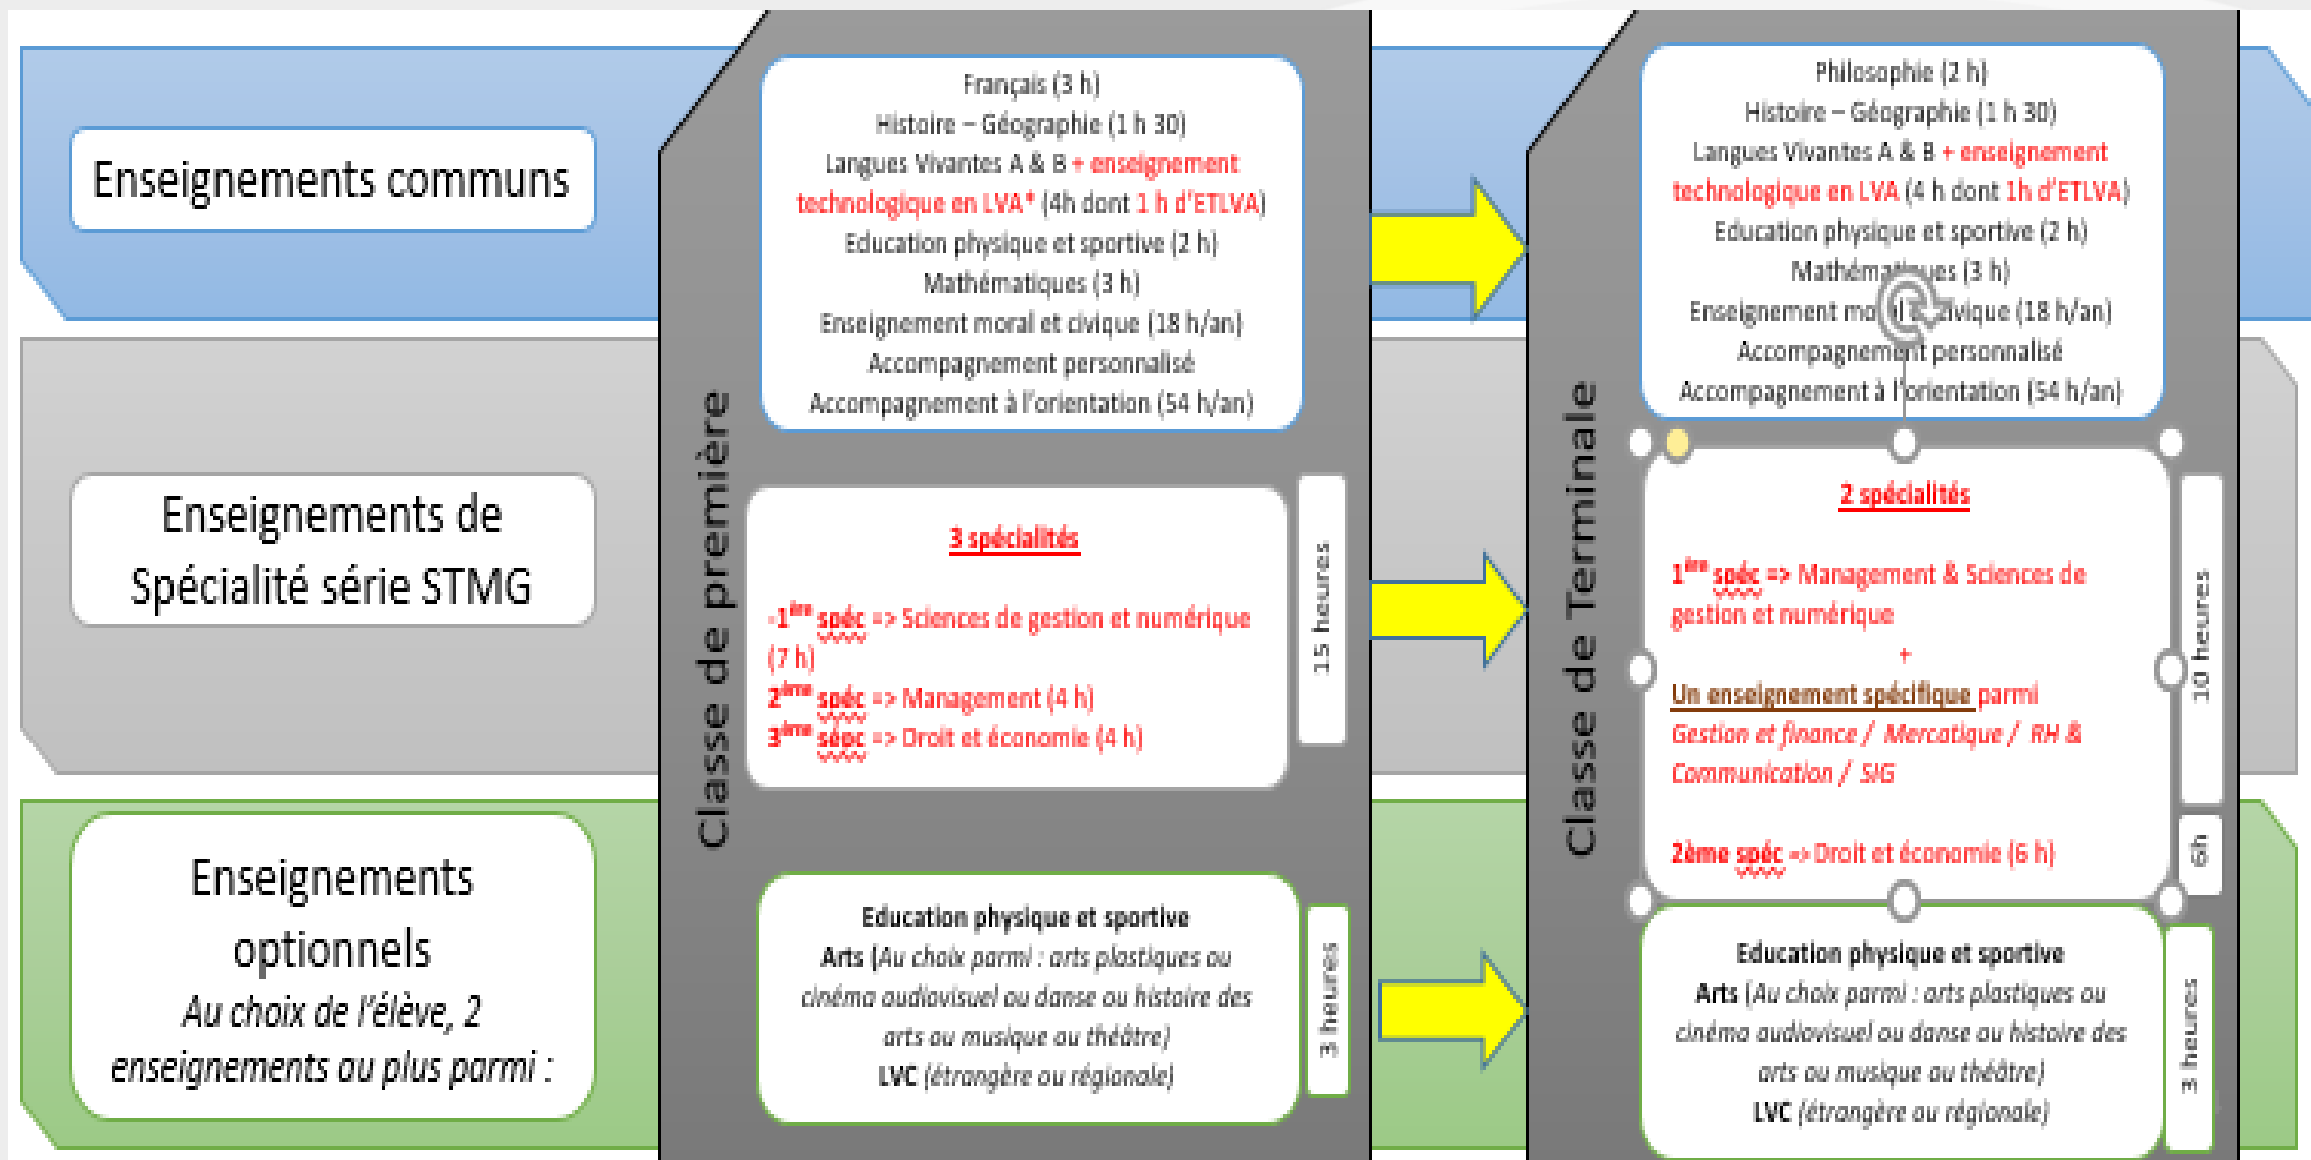 Enseignements communs
Enseignements de
Spécialité série STMG
Enseignements
optionnels
Au choix de l'élève, 2
enseignements au plus parmi :
Classe de première
Français (3 h)
Histoire – Géographie (1 h 30)
Langues Vivantes A & B + enseignement
technologique en LVA* (4h dont 1 h d'ETLVA)
Education physique et sportive (2 h)
Mathématiques (3 h)
Enseignement moral et civique (18 h/an)
Accompagnement personnalisé
Accompagnement à l'orientation (54 h/an)
3 spécialités
-1ère spéc => Sciences de gestion et numérique
(7 h)
2ème spéc => Management (4 h)
3ème sépc => Droit et économie (4 h)
15 heures
Education physique et sportive
Arts (Au choix parmi : arts plastiques ou
cinéma audiovisuel ou danse ou histoire des
arts ou musique ou théâtre)
LVC (étrangère ou régionale)
3 heures
Classe de Terminale
Philosophie (2 h)
Histoire – Géographie (1 h 30)
Langues Vivantes A & B + enseignement
technologique en LVA (4 h dont 1h d'ETLVA)
Education physique et sportive (2 h)
Mathématiques (3 h)
Enseignement moral et civique (18 h/an)
Accompagnement personnalisé
Accompagnement à l'orientation (54 h/an)
2 spécialités
1ère spéc => Management & Sciences de
gestion et numérique
+
Un enseignement spécifique parmi
Gestion et finance / Mercatique / RH &
Communication / SIG
2ème spéc => Droit et économie (6 h)
10 heures
6h
Education physique et sportive
Arts (Au choix parmi : arts plastiques ou
cinéma audiovisuel ou danse ou histoire des
arts ou musique ou théâtre)
LVC (étrangère ou régionale)
3 heures